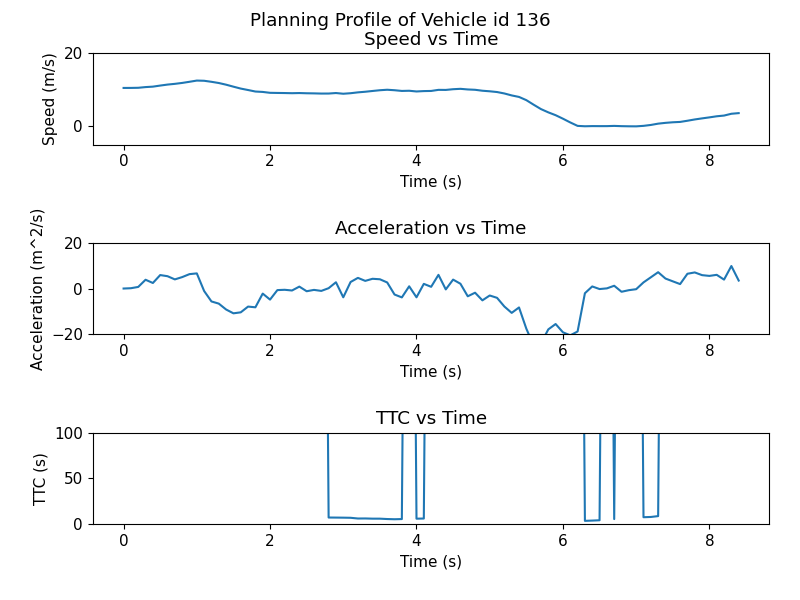 Planning Profile of Vehicle id 136
Speed vs Time
Speed (m/s)
20
0
0 2 4 6 8
Time (s)
Acceleration vs Time
Acceleration (m^2/s)
20
0
−20
0 2 4 6 8
Time (s)
TTC vs Time
TTC (s)
100
50
0
0 2 4 6 8
Time (s)